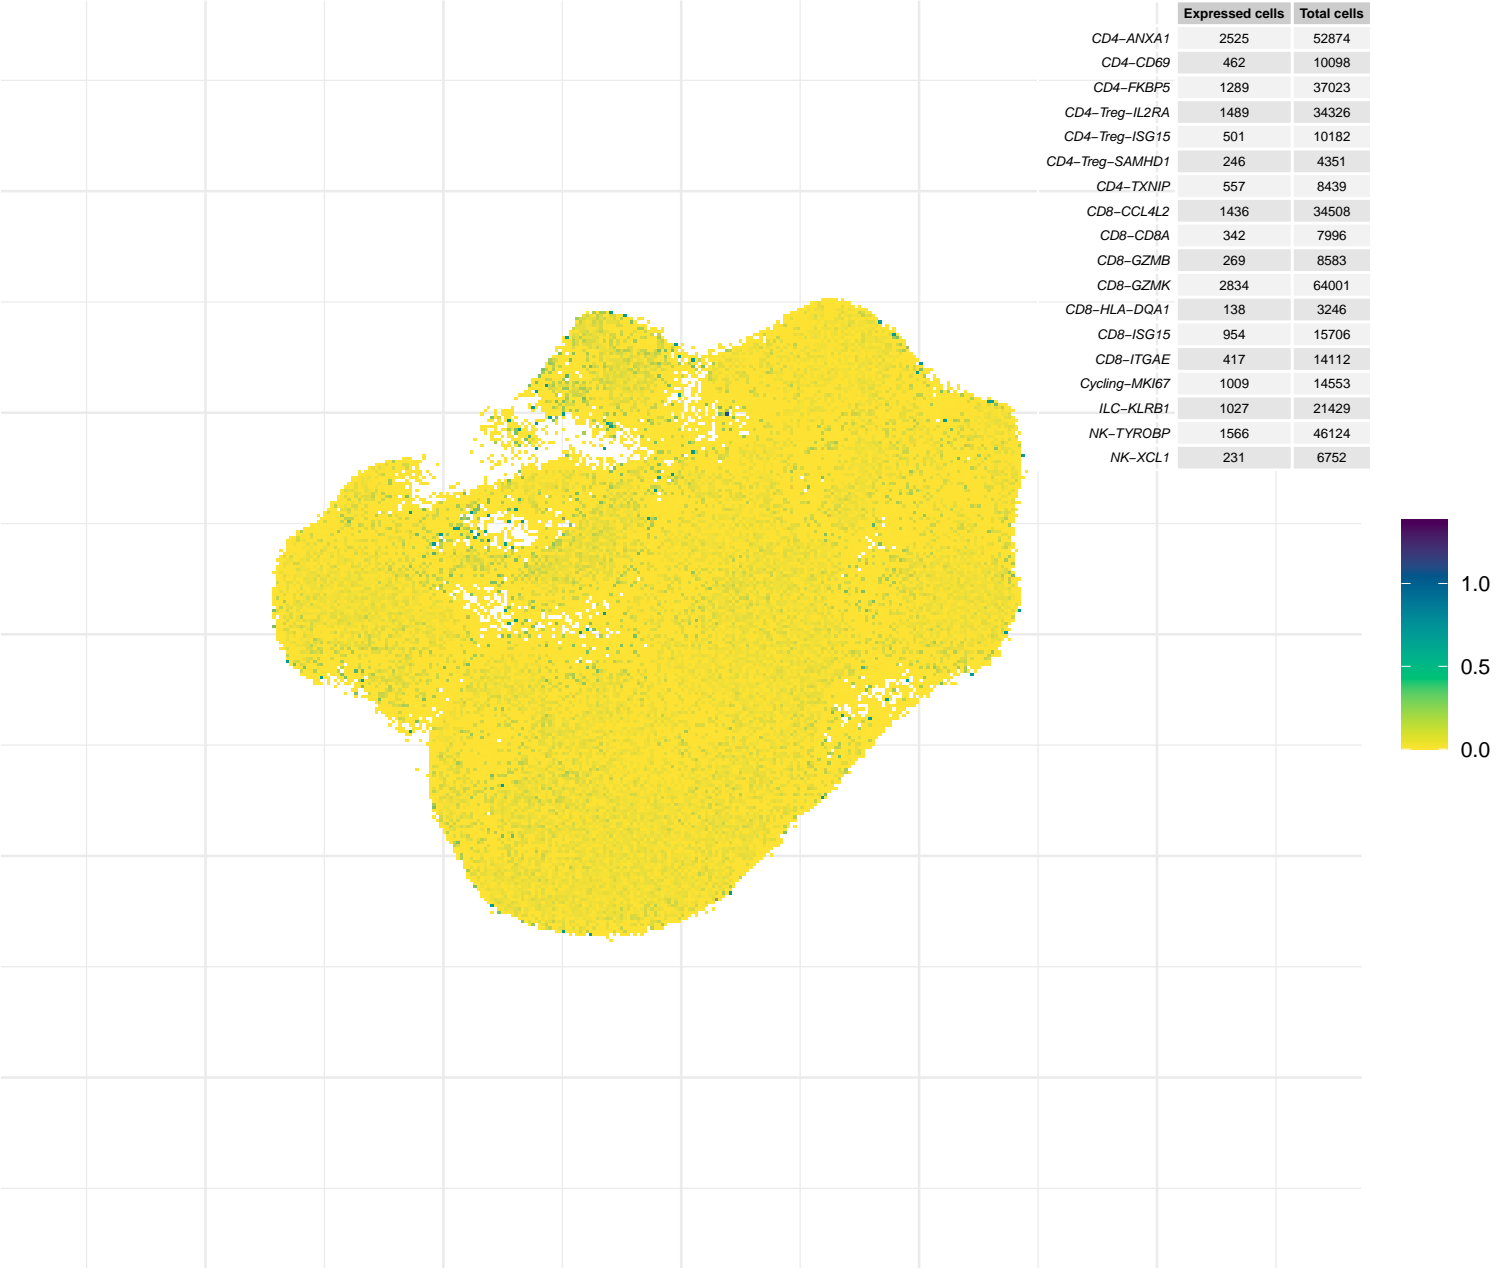 Expressed cells Total cells
CD4−ANXA1 2525 52874
CD4−CD69 462 10098
CD4−FKBP5 1289 37023
CD4−Treg−IL2RA 1489 34326
CD4−Treg−ISG15 501 10182
CD4−Treg−SAMHD1 246 4351
CD4−TXNIP 557 8439
CD8−CCL4L2 1436 34508
CD8−CD8A 342 7996
CD8−GZMB 269 8583
CD8−GZMK 2834 64001
CD8−HLA−DQA1 138 3246
CD8−ISG15 954 15706
CD8−ITGAE 417 14112
Cycling−MKI67 1009 14553
ILC−KLRB1 1027 21429
NK−TYROBP 1566 46124
NK−XCL1 231 6752
1.0
0.5
0.0